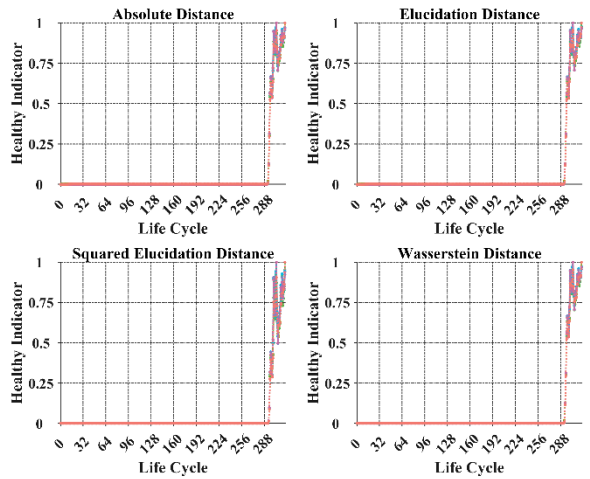 Absolute Distance
Healthy Indicator
1
0.75
0.5
0.25
0
0 32 64 96 128 160 192 224 256 288
Life Cycle
Elucidation Distance
Healthy Indicator
1
0.75
0.5
0.25
0
0 32 64 96 128 160 192 224 256 288
Life Cycle
Squared Elucidation Distance
Healthy Indicator
1
0.75
0.5
0.25
0
0 32 64 96 128 160 192 224 256 288
Life Cycle
Wasserstein Distance
Healthy Indicator
1
0.75
0.5
0.25
0
0 32 64 96 128 160 192 224 256 288
Life Cycle